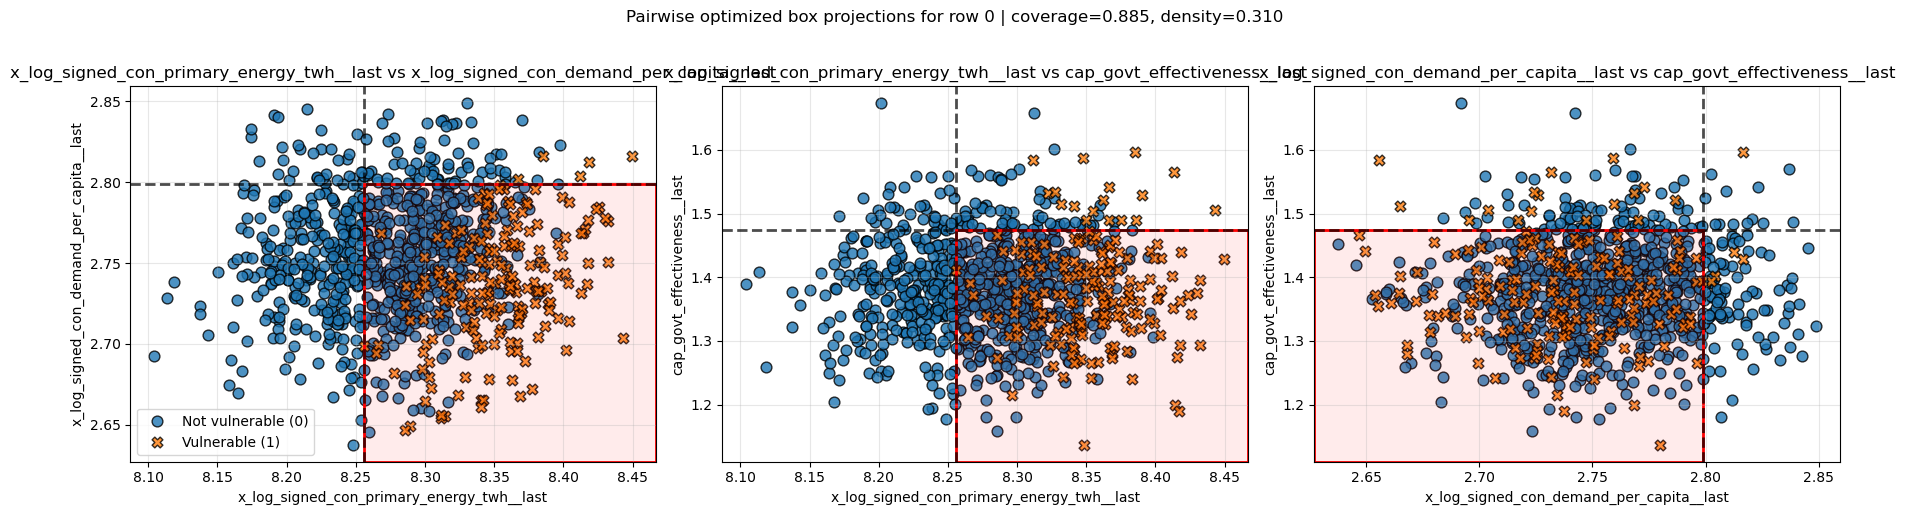 Pairwise optimized box projections for row 0 | coverage=0.885, density=0.310
x_log_signed_con_primary_energy_twh__last vs x_log_signed_con_demand_per_capita__last
x_log_signed_con_primary_energy_twh__last vs cap_govt_effectiveness__last
x_log_signed_con_demand_per_capita__last vs cap_govt_effectiveness__last
x_log_signed_con_demand_per_capita__last
2.85
2.80
2.75
2.70
2.65
Not vulnerable (0)
Vulnerable (1)
8.10 8.15 8.20 8.25 8.30 8.35 8.40 8.45
x_log_signed_con_primary_energy_twh__last
cap_govt_effectiveness__last
1.6
1.5
1.4
1.3
1.2
8.10 8.15 8.20 8.25 8.30 8.35 8.40 8.45
x_log_signed_con_primary_energy_twh__last
cap_govt_effectiveness__last
1.6
1.5
1.4
1.3
1.2
2.65 2.70 2.75 2.80 2.85
x_log_signed_con_demand_per_capita__last